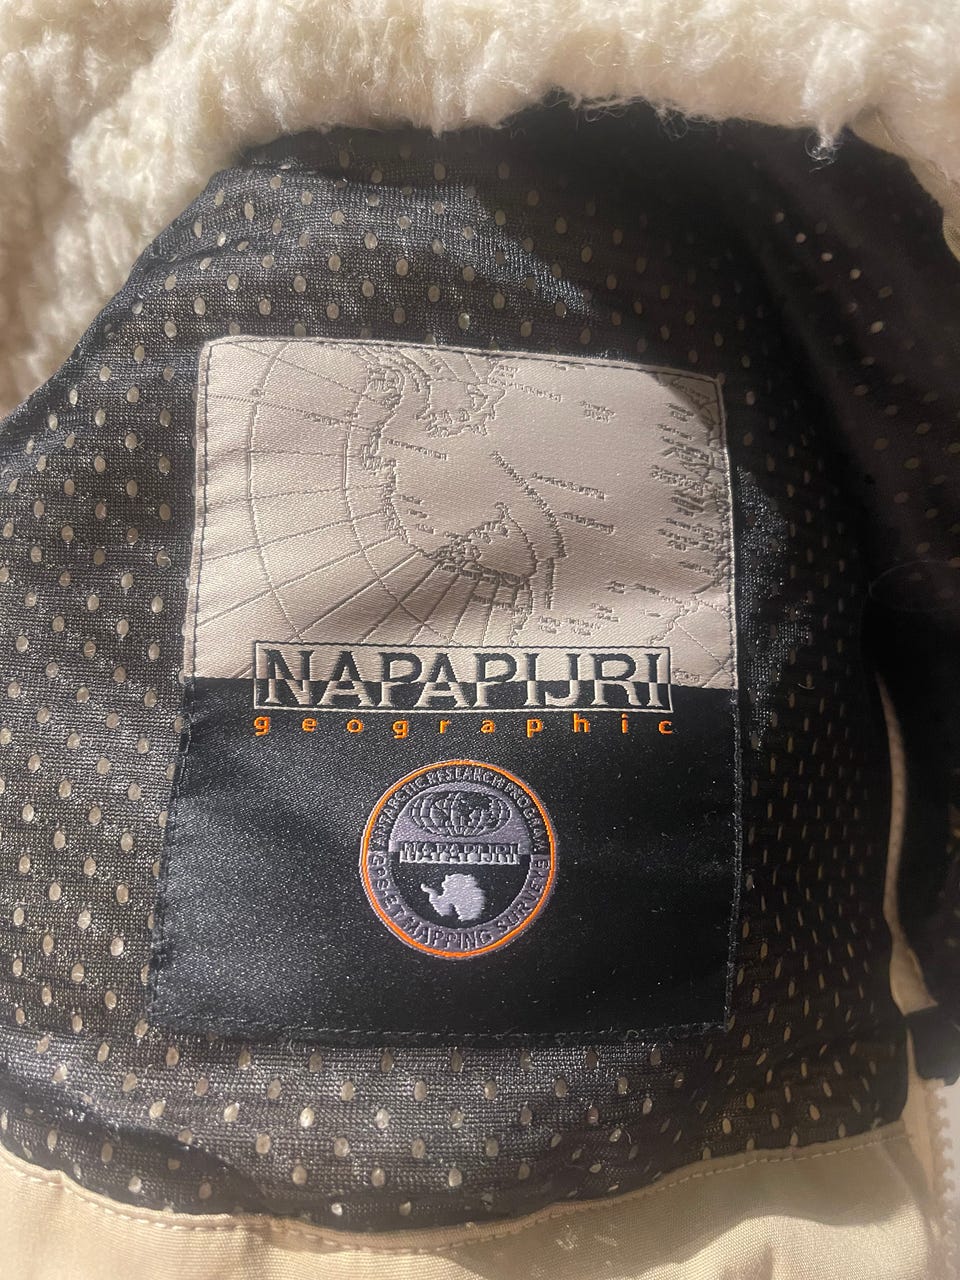 NAPAPIJRI
geographic
ANTARCTIC RESEARCH PROGRAM
NAPAPIJRI
MAPPING SURVEYS